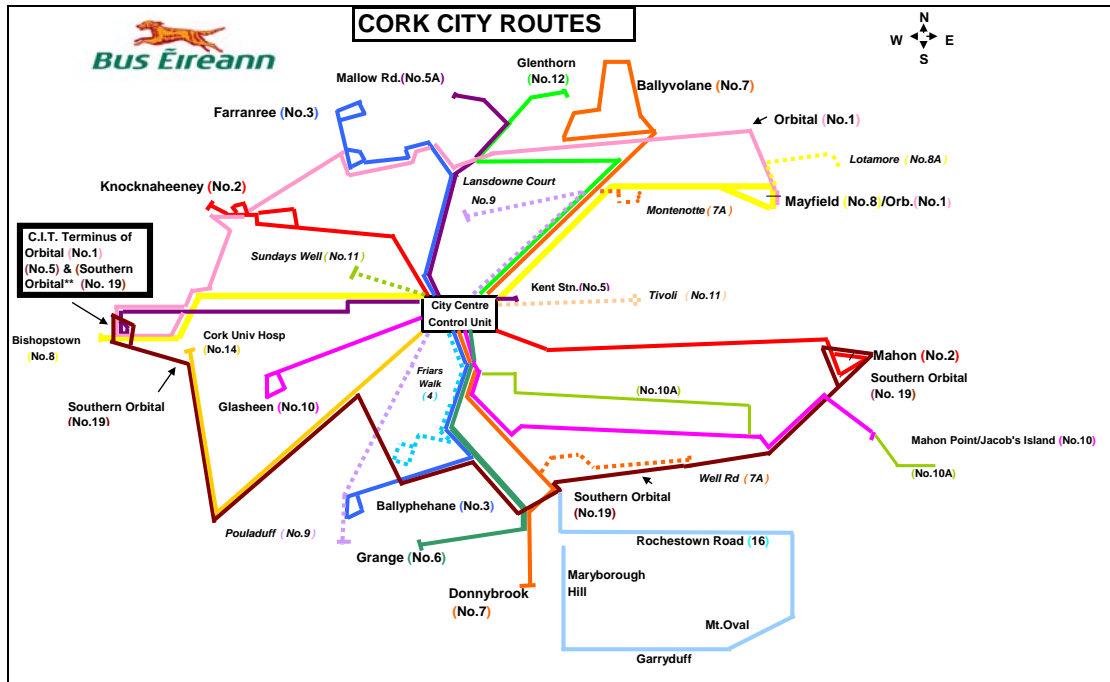 CORK CITY ROUTES
Bus Éireann
N
W E
S
Mallow Rd.(No.5A)
Glenthorn
(No.12)
Ballyvolane (No.7)
Farranree (No.3)
Orbital (No.1)
Lotamore (No.8A)
Lansdowne Court
No.9
Knocknaheeney (No.2)
Montenotte (7A)
Mayfield (No.8)/Orb.(No.1)
C.I.T. Terminus of
Orbital (No.1)
(No.5) & (Southern
Orbital** (No. 19)
Sundays Well (No.11)
Kent Stn.(No.5)
Tivoli (No.11)
City Centre
Control Unit
Bishopstown
(No.8)
Cork Univ Hosp
(No.14)
Southern Orbital
(No.19)
Glasheen (No.10)
Friars
Walk
(4)
Mahon (No.2)
Southern Orbital
(No. 19)
(No.10A)
Mahon Point/Jacob's Island (No.10)
(No.10A)
Well Rd (7A)
Southern Orbital
(No.19)
Ballyphehane (No.3)
Pouladuff (No.9)
Grange (No.6)
Rochestown Road (16)
Donnybrook
(No.7)
Maryborough
Hill
Mt.Oval
Garryduff